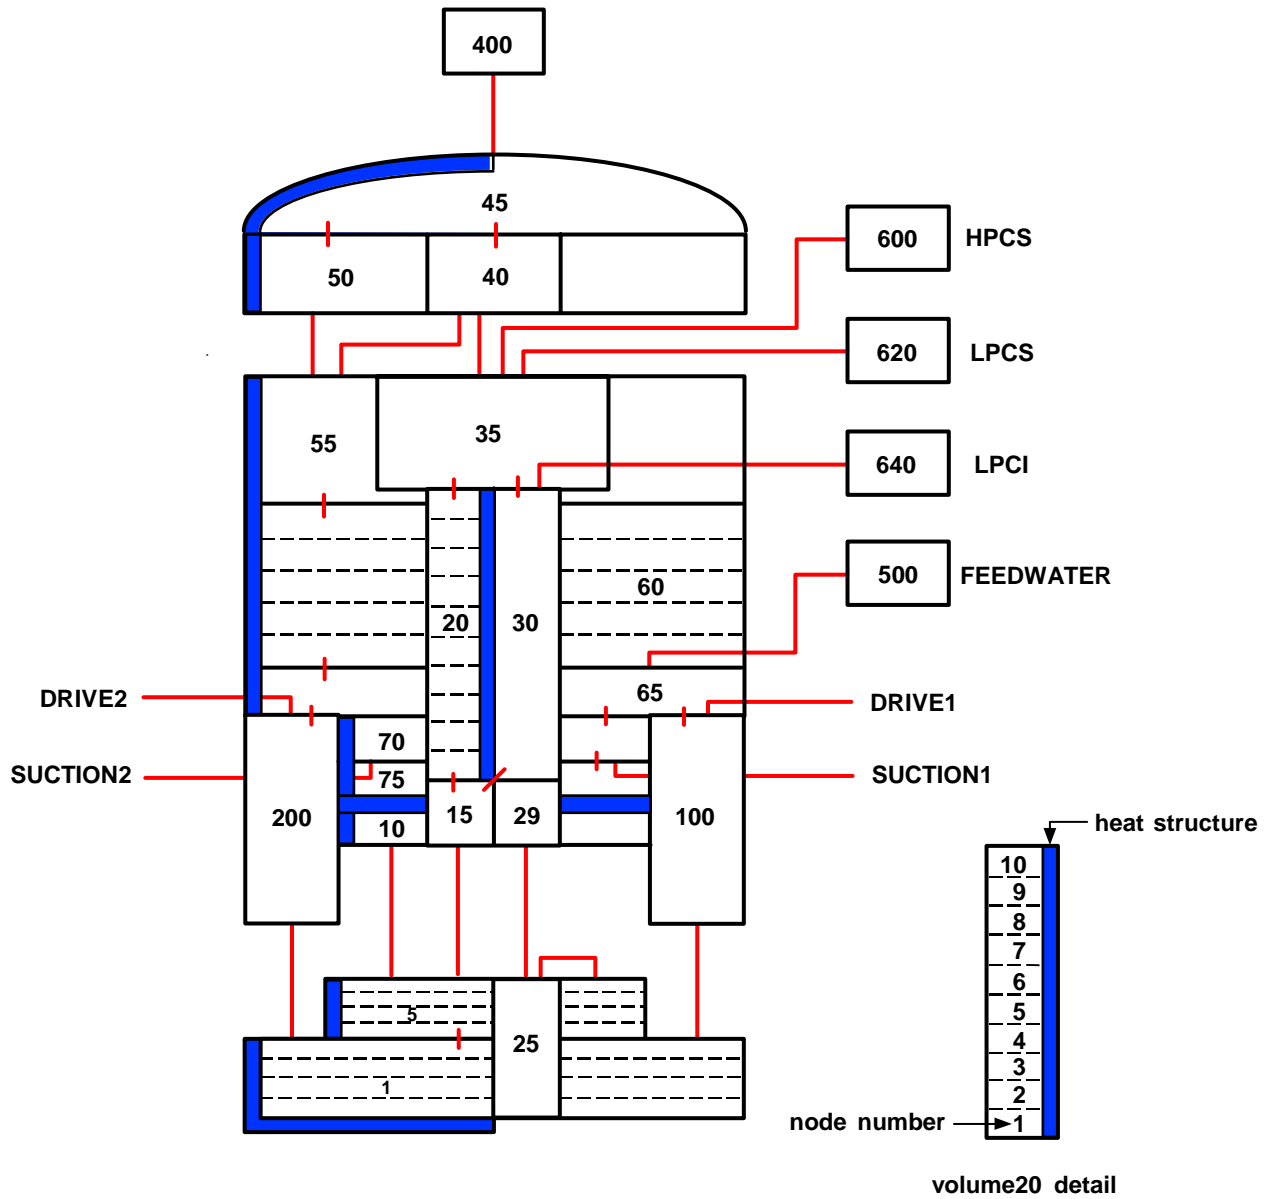 400
45
600 HPCS
50
40
620 LPCS
55
35
640 LPCI
500 FEEDWATER
60
20
30
DRIVE2
65
DRIVE1
70
SUCTION2
75
SUCTION1
200
10
15
29
100
heat structure
10
9
8
7
6
5
4
3
2
1
5
25
1
node number
volume20 detail